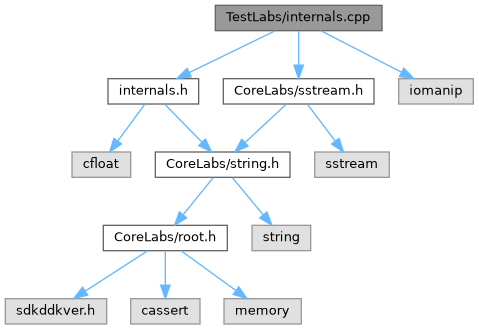 TestLabs/internals.cpp
internals.h
CoreLabs/sstream.h
iomanip
cfloat
CoreLabs/string.h
sstream
CoreLabs/root.h
string
sdkddkver.h
cassert
memory